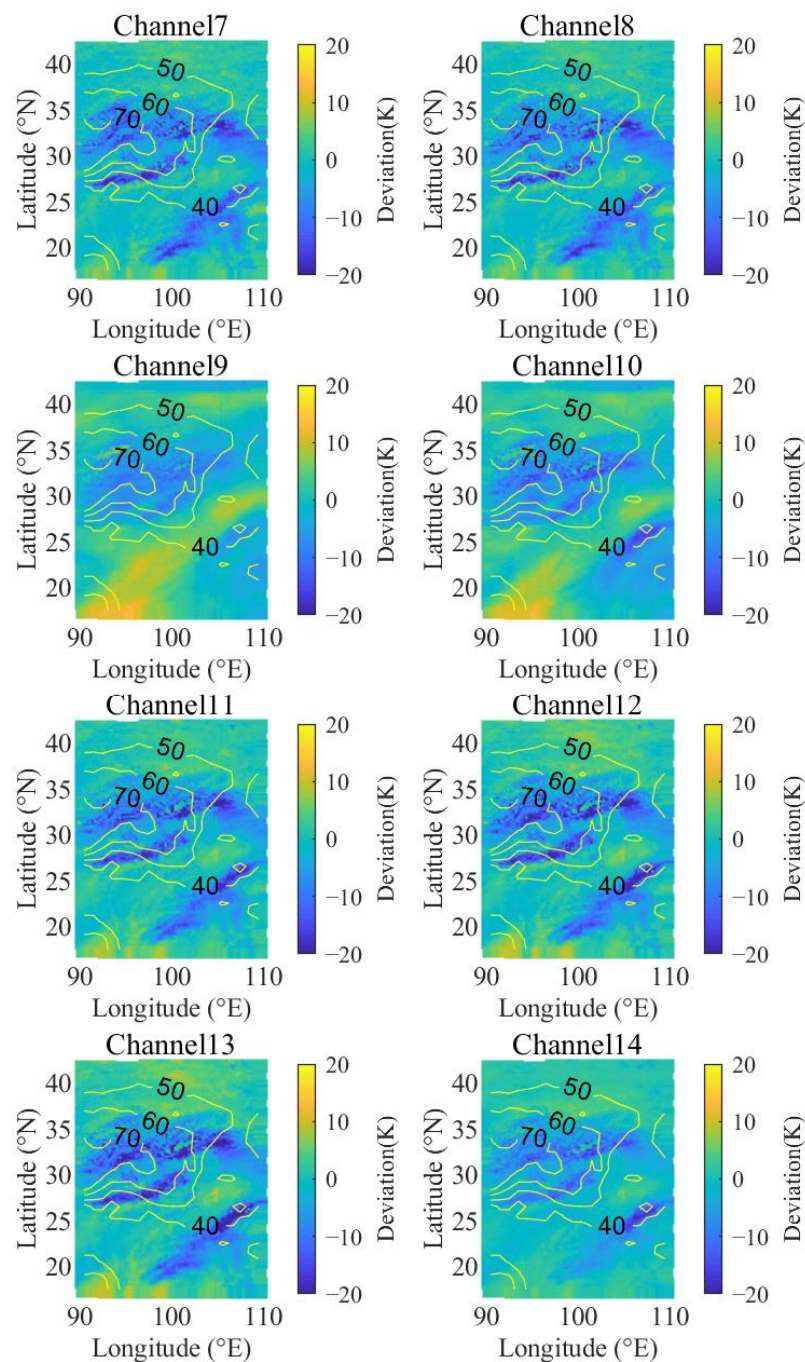 Channel7
Channel8
20
10
0
−10
−20
Deviation(K)
40
35
30
25
20
Latitude (°N)
50
60
70
40
90 100 110
Longitude (°E)
20
10
0
−10
−20
Deviation(K)
40
35
30
25
20
Latitude (°N)
50
60
70
40
90 100 110
Longitude (°E)
Channel9
Channel10
20
10
0
−10
−20
Deviation(K)
40
35
30
25
20
Latitude (°N)
50
60
70
40
90 100 110
Longitude (°E)
20
10
0
−10
−20
Deviation(K)
40
35
30
25
20
Latitude (°N)
50
60
70
40
90 100 110
Longitude (°E)
Channel11
Channel12
20
10
0
−10
−20
Deviation(K)
40
35
30
25
20
Latitude (°N)
50
60
70
40
90 100 110
Longitude (°E)
20
10
0
−10
−20
Deviation(K)
40
35
30
25
20
Latitude (°N)
50
60
70
40
90 100 110
Longitude (°E)
Channel13
Channel14
20
10
0
−10
−20
Deviation(K)
40
35
30
25
20
Latitude (°N)
50
60
70
40
90 100 110
Longitude (°E)
20
10
0
−10
−20
Deviation(K)
40
35
30
25
20
Latitude (°N)
50
60
70
40
90 100 110
Longitude (°E)